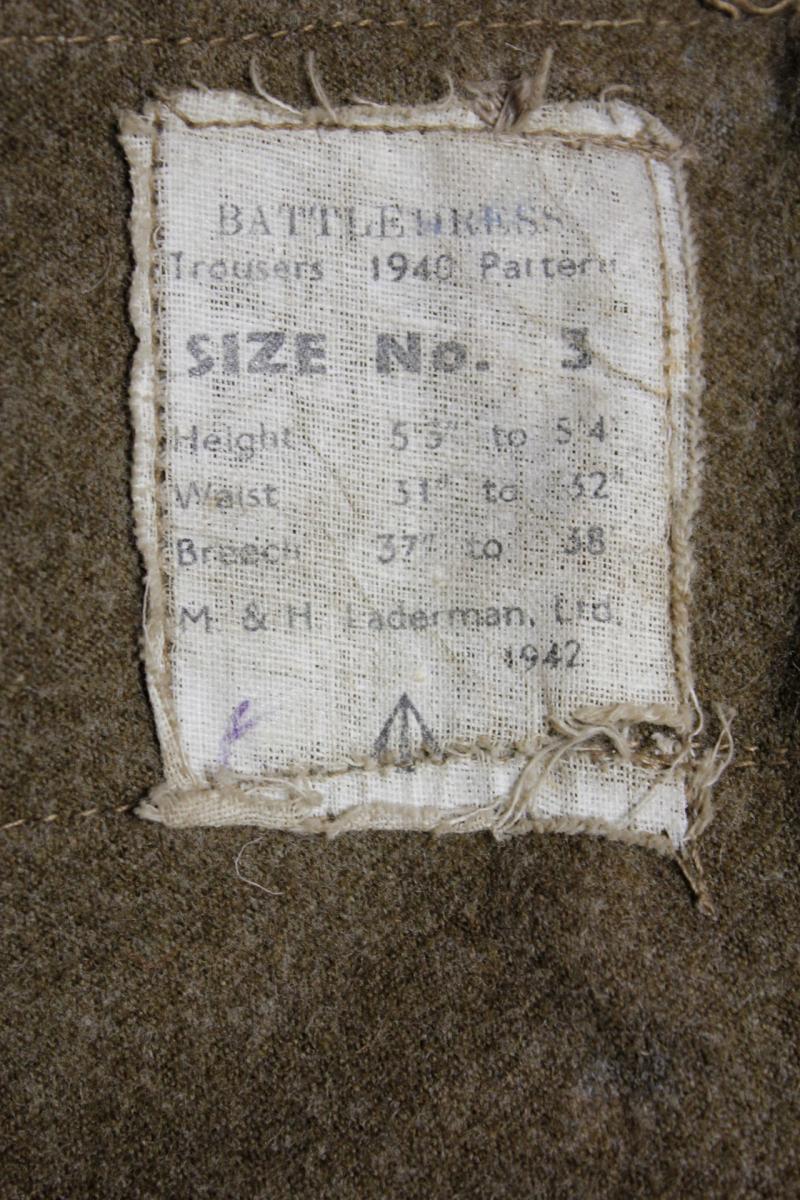 BATTLEDRESS
Trousers 1940 Pattern
SIZE No. 3
Height 5'3" to 5'4
Waist 31" to 32"
Breech 37" to 38
M. & H. Laderman, Ltd.
1942